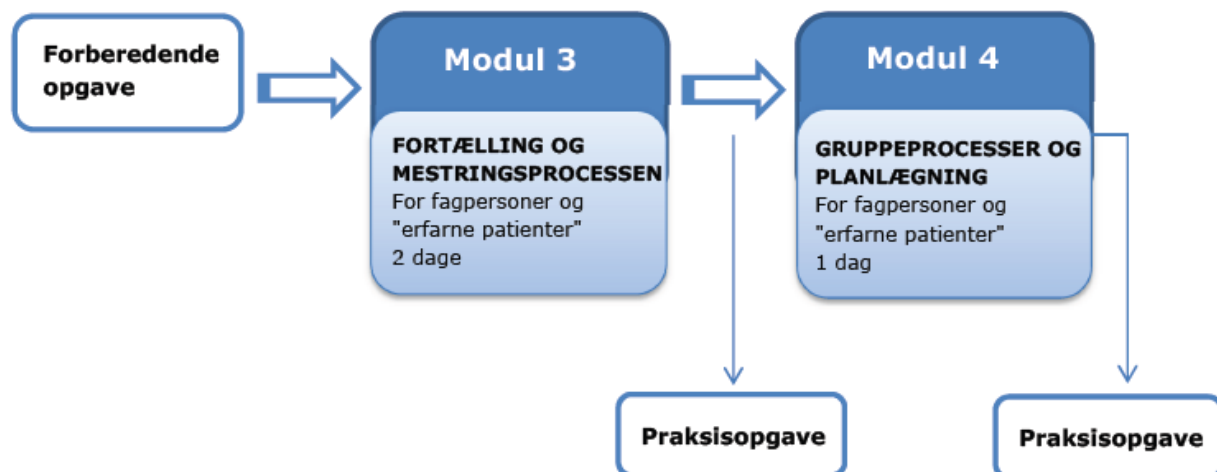 Forberedende
opgave
Modul 3
FORTÆLLING OG
MESTRINGSPROCESSEN
For fagpersoner og
"erfarne patienter"
2 dage
Modul 4
GRUPPEPROCESSER OG
PLANLÆGNING
For fagpersoner og
"erfarne patienter"
1 dag
Praksisopgave
Praksisopgave